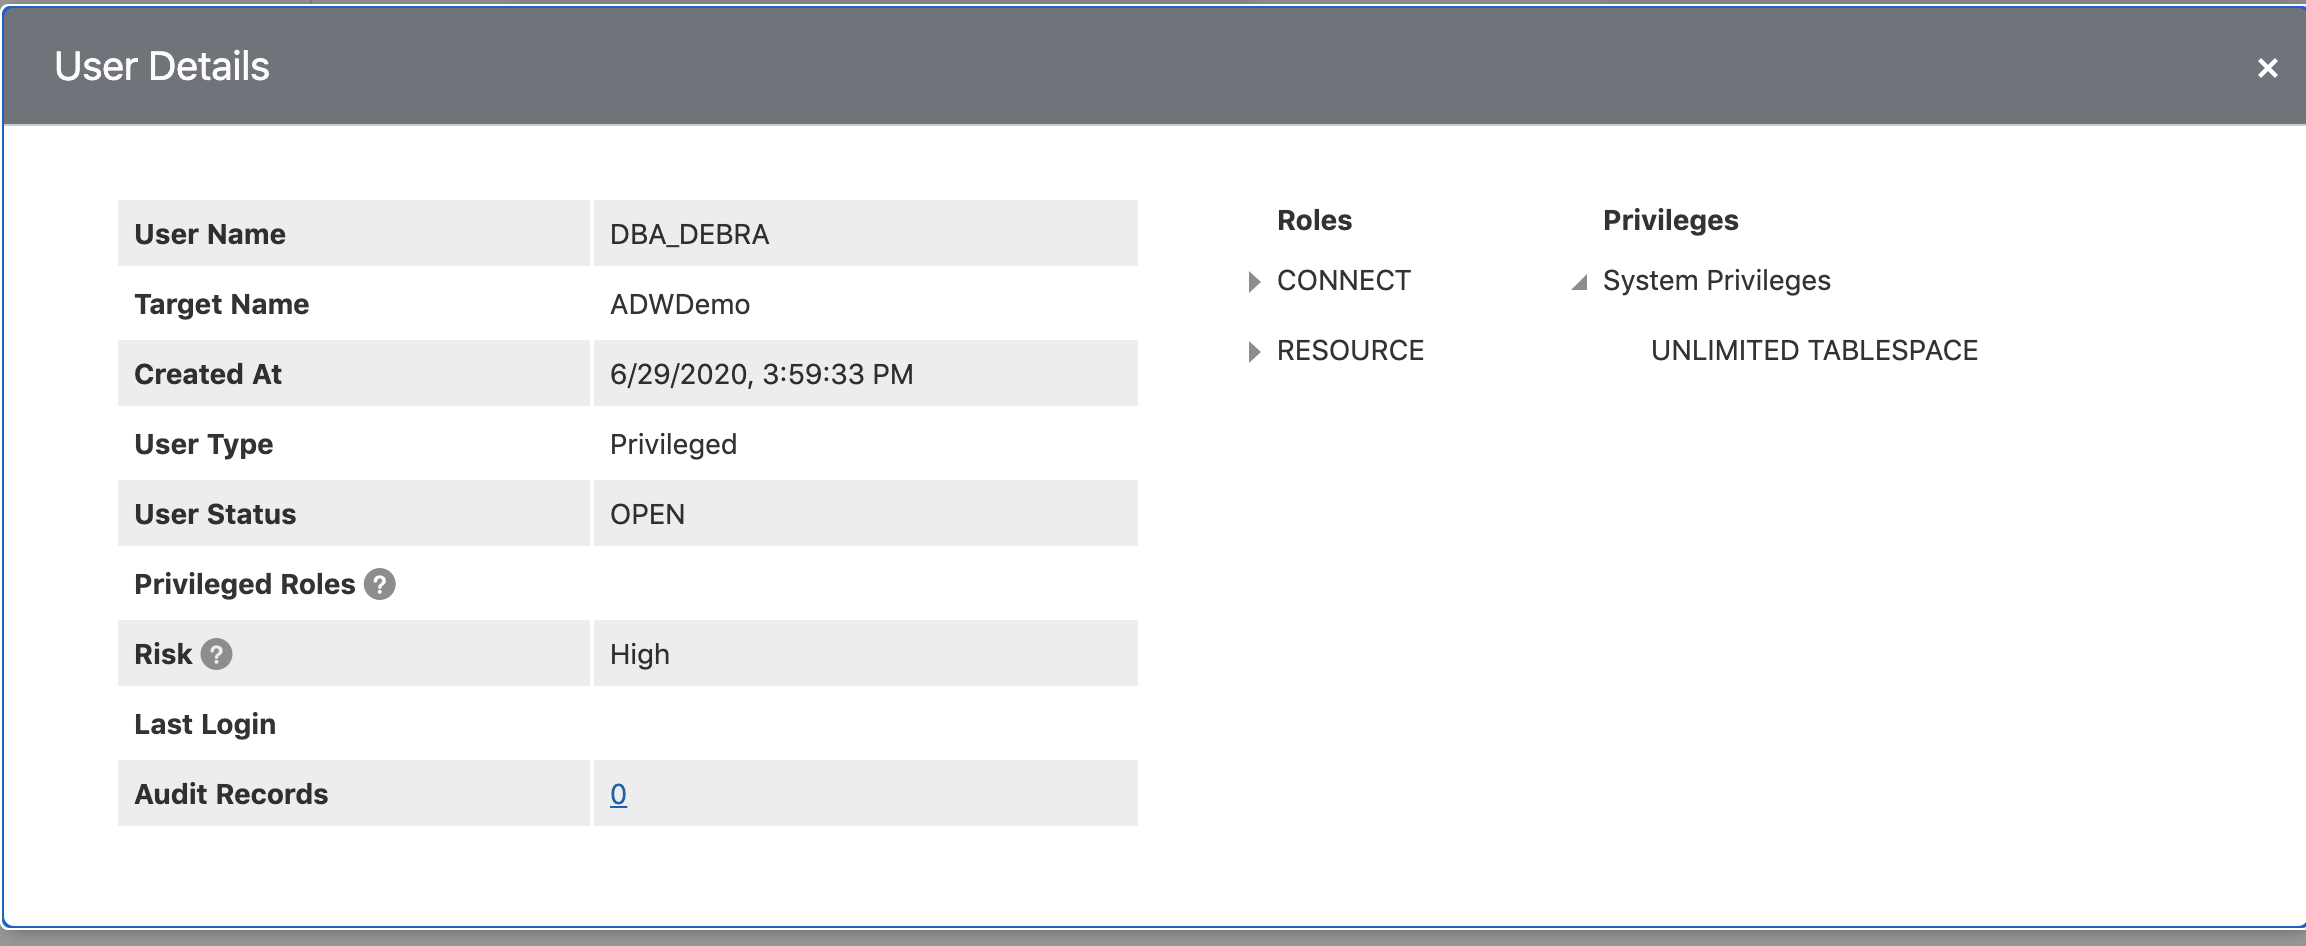 User Details
User Name DBA_DEBRA
Target Name ADWDemo
Created At 6/29/2020, 3:59:33 PM
User Type Privileged
User Status OPEN
Privileged Roles ?
Risk ? High
Last Login
Audit Records 0
Roles Privileges
CONNECT System Privileges
RESOURCE UNLIMITED TABLESPACE